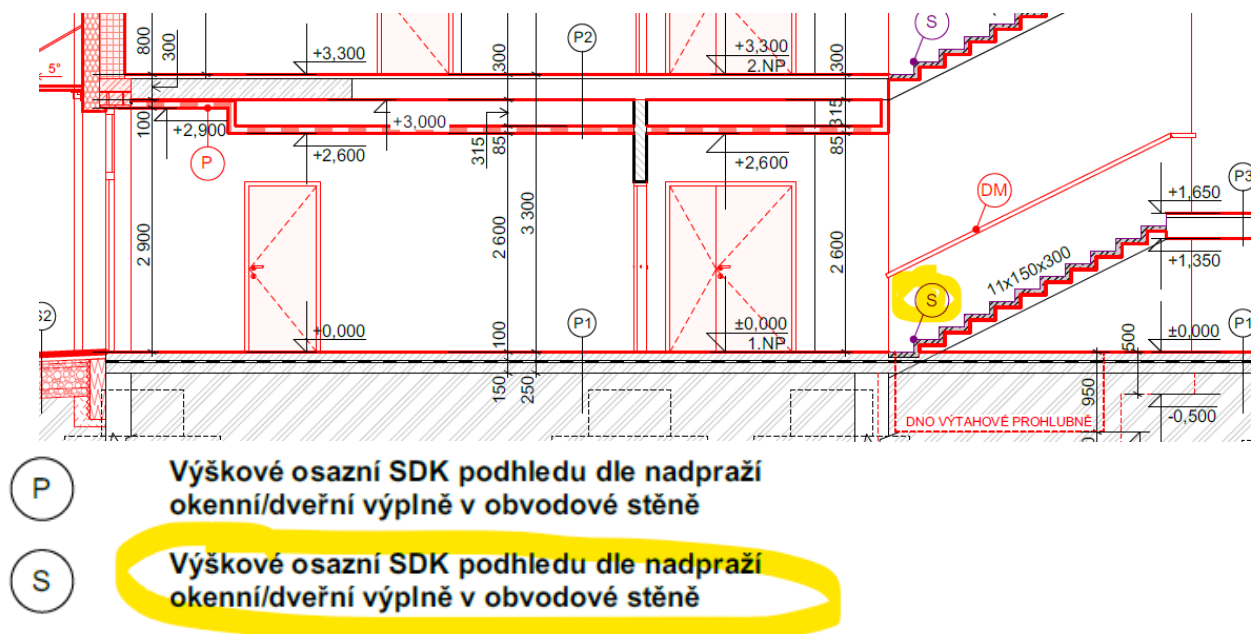 800
300
+3,300
300
P2
+3,300
2.NP
300
S
5°
100
+2,900
+3,000
315
P
+2,600
315
85
+2,600
85
DM
+1,650
P3
2 900
2 600
3 300
2 600
11x150x300
+1,350
S
S2
+0,000
100
P1
±0,000
1.NP
500
±0,000
P1
150
250
950
DNO VÝTAHOVÉ PROHLUBNĚ
-0,500
P
Výškové osazní SDK podhledu dle nadpraží
okenní/dveřní výplně v obvodové stěně
S
Výškové osazní SDK podhledu dle nadpraží
okenní/dveřní výplně v obvodové stěně